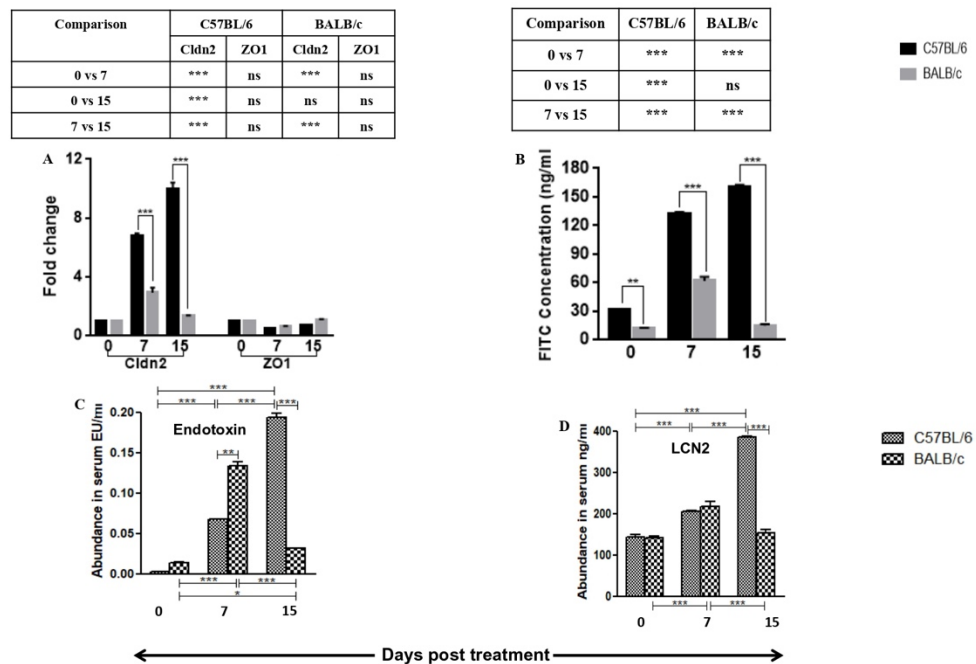 Comparison C57BL/6 BALB/c
Cldn2 ZO1 Cldn2 ZO1
0 vs 7 *** ns *** ns
0 vs 15 *** ns ns ns
7 vs 15 *** ns *** ns
Comparison C57BL/6 BALB/c
0 vs 7 *** ***
0 vs 15 *** ns
7 vs 15 *** ***
C57BL/6
BALB/c
A
Fold change
12
8
4
0
***
***
0 7 15 0 7 15
Cldn2 ZO1
B
FITC Concentration (ng/ml)
180
150
120
90
60
30
0
**
***
***
0 7 15
C
Endotoxin
Abundance in serum EU/ml
0.20
0.15
0.10
0.05
0.00
***
*** *** ***
**
*** ***
*
0 7 15
D
LCN2
Abundance in serum ng/ml
400
300
200
100
0
***
*** *** ***
*** ***
0 7 15
C57BL/6
BALB/c
Days post treatment